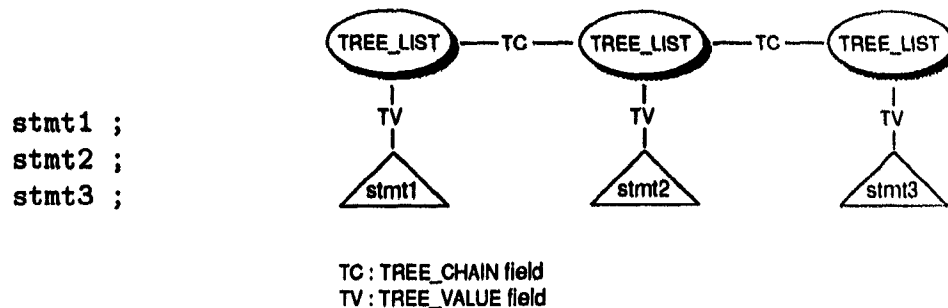 TREE_LIST TC TREE_LIST TC TREE_LIST
TV TV TV
stmt1 ;
stmt2 ;
stmt3 ;
stmt1 stmt2 stmt3
TC : TREE_CHAIN field
TV : TREE_VALUE field